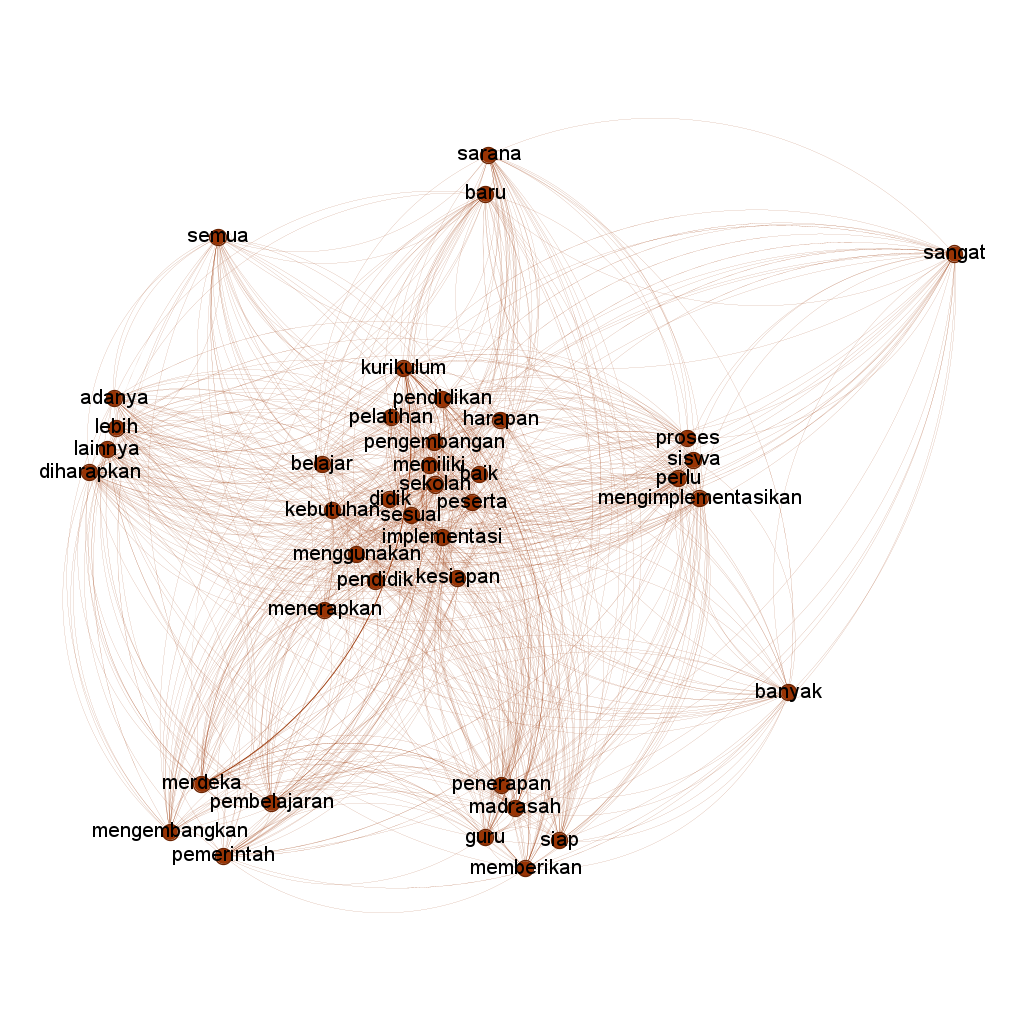 sarana
baru
semua
sangat
kurikulum
adanya
pendidikan
pelatihan
harapan
lebih
proses
pengembangan
lainnya
siswa
belajar
memiliki
diharapkan
baik
perlu
sekolah
didik
mengimplementasikan
peserta
kebutuhan
sesuai
implementasi
menggunakan
kesiapan
pendidik
menerapkan
banyak
merdeka
penerapan
pembelajaran
madrasah
mengembangkan
guru
siap
pemerintah
memberikan